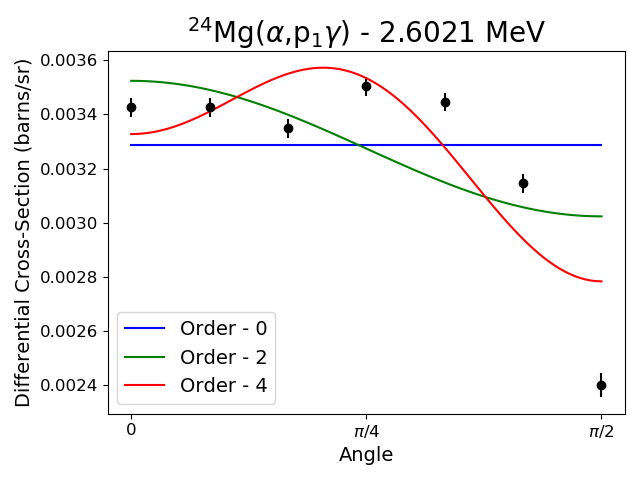 ²⁴Mg(α,p₁γ) - 2.6021 MeV
Differential Cross-Section (barns/sr)
0.0036
0.0034
0.0032
0.0030
0.0028
0.0026
0.0024
Order - 0
Order - 2
Order - 4
0
π/4
π/2
Angle